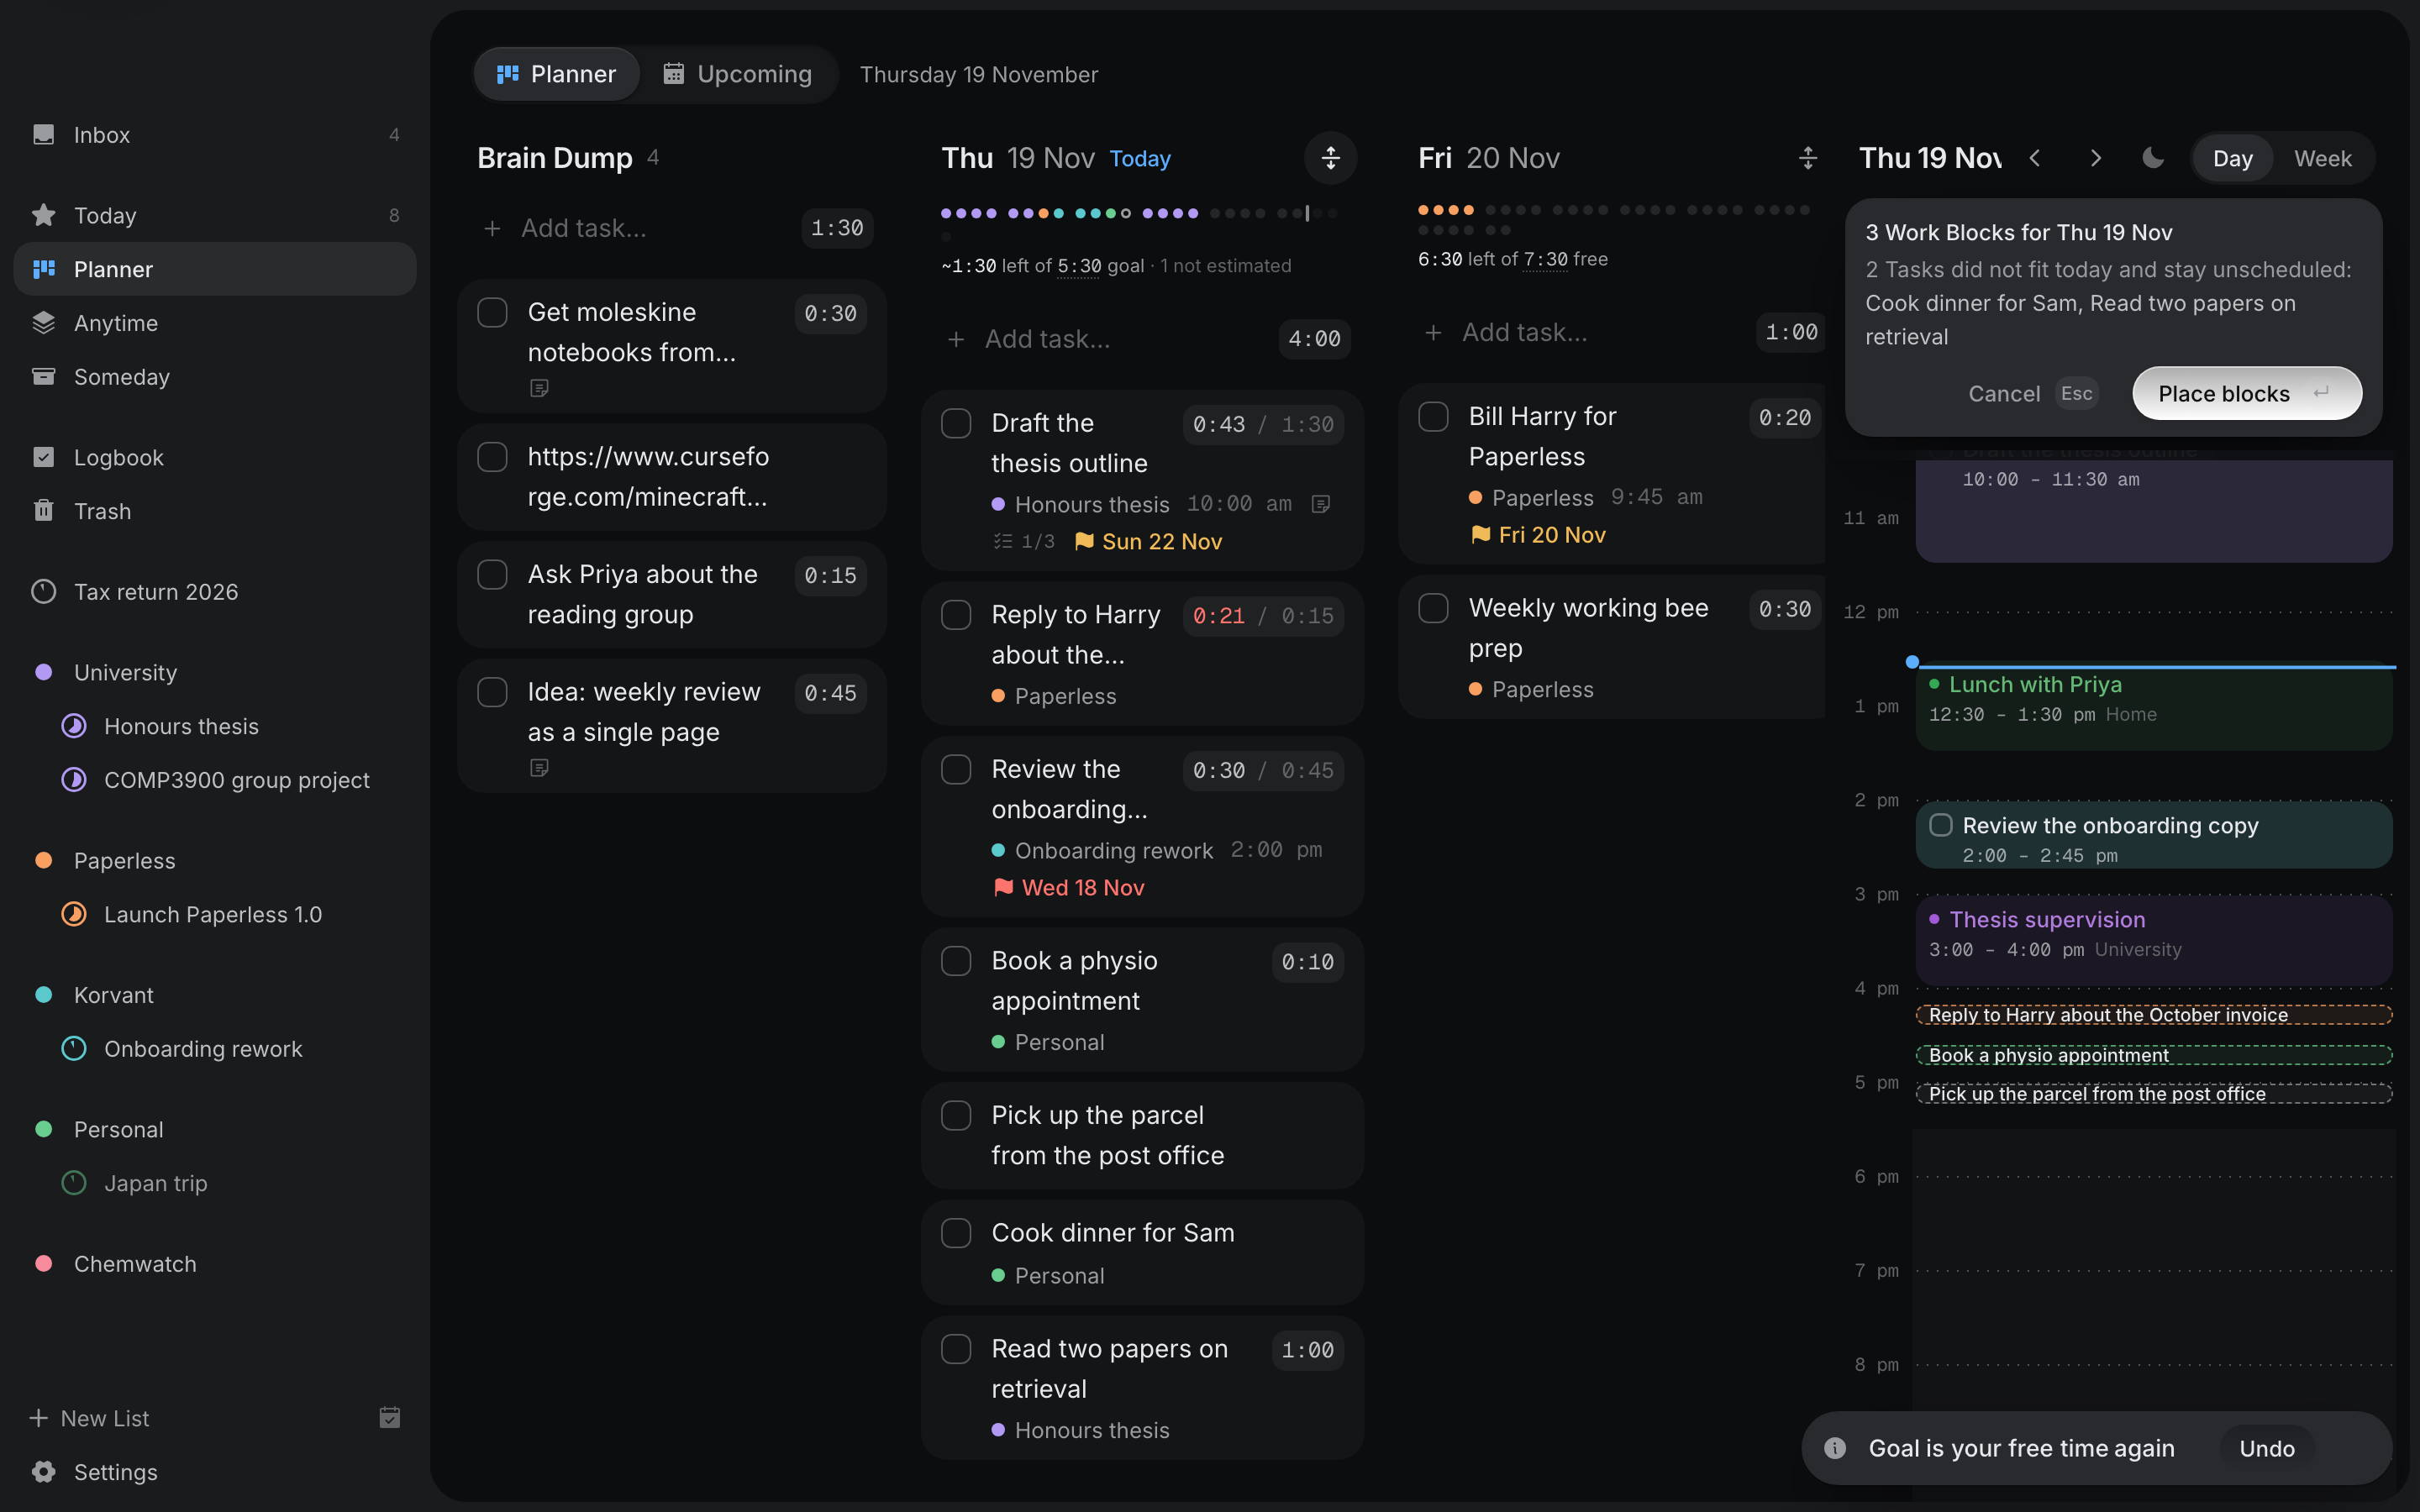 Inbox 4
Today 8
Planner
Anytime
Someday
Logbook
Trash
Tax return 2026
University
Honours thesis
COMP3900 group project
Paperless
Launch Paperless 1.0
Korvant
Onboarding rework
Personal
Japan trip
Chemwatch
New List
Settings
Planner Upcoming Thursday 19 November
Brain Dump 4
Add task... 1:30
Get moleskine 0:30
notebooks from...
https://www.cursefo
rge.com/minecraft...
Ask Priya about the 0:15
reading group
Idea: weekly review 0:45
as a single page
Thu 19 Nov Today
~1:30 left of 5:30 goal · 1 not estimated
Add task... 4:00
Draft the 0:43 / 1:30
thesis outline
Honours thesis 10:00 am
1/3 Sun 22 Nov
Reply to Harry 0:21 / 0:15
about the...
Paperless
Review the 0:30 / 0:45
onboarding...
Onboarding rework 2:00 pm
Wed 18 Nov
Book a physio 0:10
appointment
Personal
Pick up the parcel
from the post office
Cook dinner for Sam
Personal
Read two papers on 1:00
retrieval
Honours thesis
Fri 20 Nov
6:30 left of 7:30 free
Add task... 1:00
Bill Harry for 0:20
Paperless
Paperless 9:45 am
Fri 20 Nov
Weekly working bee 0:30
prep
Paperless
Thu 19 Nov Day Week
3 Work Blocks for Thu 19 Nov
2 Tasks did not fit today and stay unscheduled:
Cook dinner for Sam, Read two papers on
retrieval
Cancel Esc Place blocks
Draft the thesis outline
10:00 – 11:30 am
11 am
12 pm
Lunch with Priya
1 pm 12:30 – 1:30 pm Home
2 pm
Review the onboarding copy
2:00 – 2:45 pm
3 pm
Thesis supervision
3:00 – 4:00 pm University
4 pm
Reply to Harry about the October invoice
Book a physio appointment
5 pm
Pick up the parcel from the post office
6 pm
7 pm
8 pm
Goal is your free time again Undo